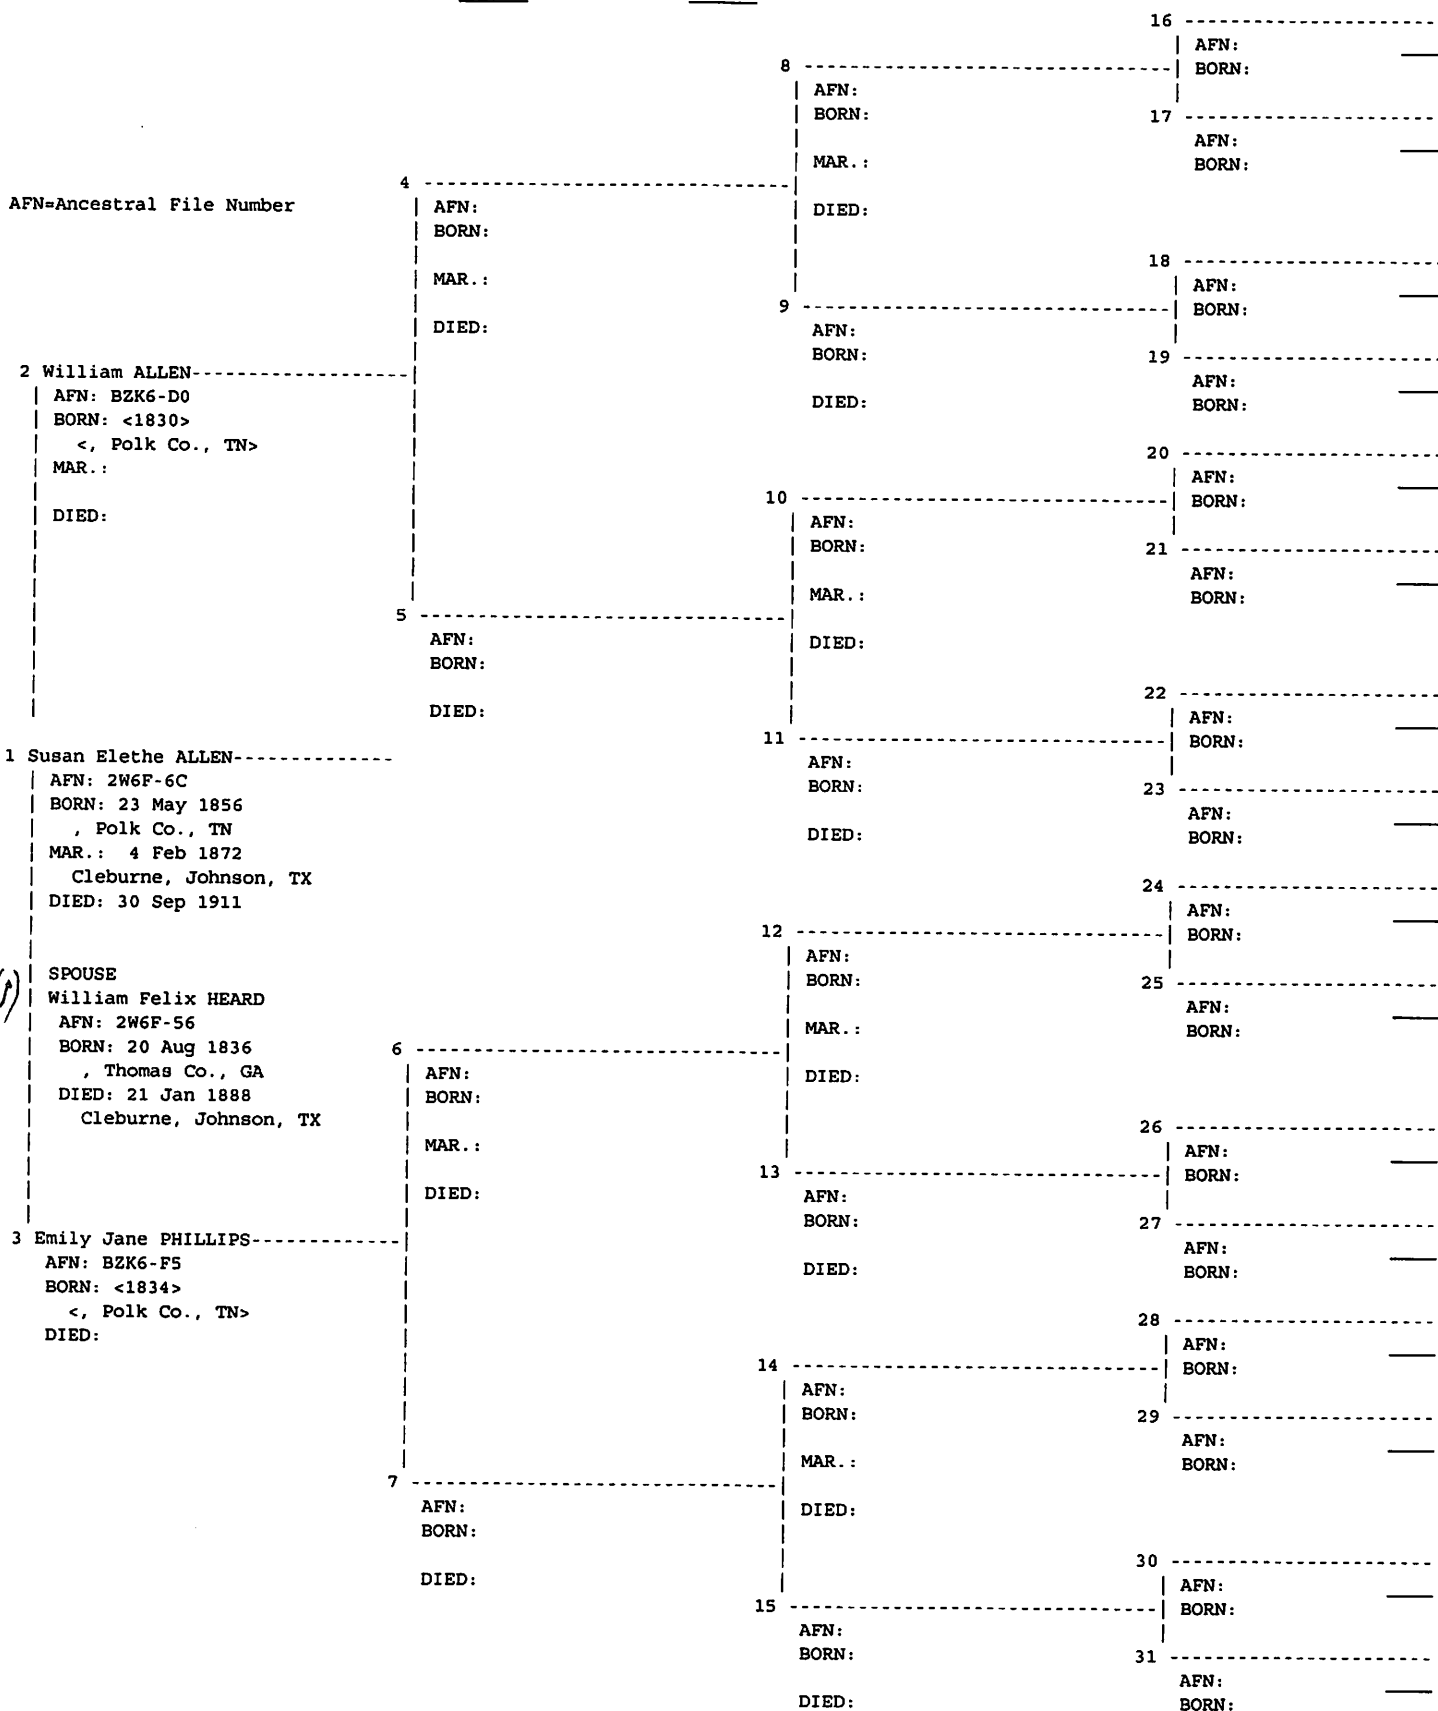 AFN=Ancestral File Number
2 William ALLEN
AFN: BZK6-D0
BORN: <1830>
<, Polk Co., TN>
MAR.:
DIED:
1 Susan Elethe ALLEN
AFN: 2W6F-6C
BORN: 23 May 1856
, Polk Co., TN
MAR.: 4 Feb 1872
Cleburne, Johnson, TX
DIED: 30 Sep 1911
SPOUSE
William Felix HEARD
AFN: 2W6F-56
BORN: 20 Aug 1836
, Thomas Co., GA
DIED: 21 Jan 1888
Cleburne, Johnson, TX
3 Emily Jane PHILLIPS
AFN: BZK6-F5
BORN: <1834>
<, Polk Co., TN>
DIED:
4
AFN:
BORN:
MAR.:
DIED:
5
AFN:
BORN:
DIED:
6
AFN:
BORN:
MAR.:
DIED:
7
AFN:
BORN:
DIED:
8
AFN:
BORN:
MAR.:
DIED:
9
AFN:
BORN:
DIED:
10
AFN:
BORN:
MAR.:
DIED:
11
AFN:
BORN:
DIED:
12
AFN:
BORN:
MAR.:
DIED:
13
AFN:
BORN:
DIED:
14
AFN:
BORN:
MAR.:
DIED:
15
AFN:
BORN:
DIED:
16
AFN:
BORN:
17
AFN:
BORN:
18
AFN:
BORN:
19
AFN:
BORN:
20
AFN:
BORN:
21
AFN:
BORN:
22
AFN:
BORN:
23
AFN:
BORN:
24
AFN:
BORN:
25
AFN:
BORN:
26
AFN:
BORN:
27
AFN:
BORN:
28
AFN:
BORN:
29
AFN:
BORN:
30
AFN:
BORN:
31
AFN:
BORN: